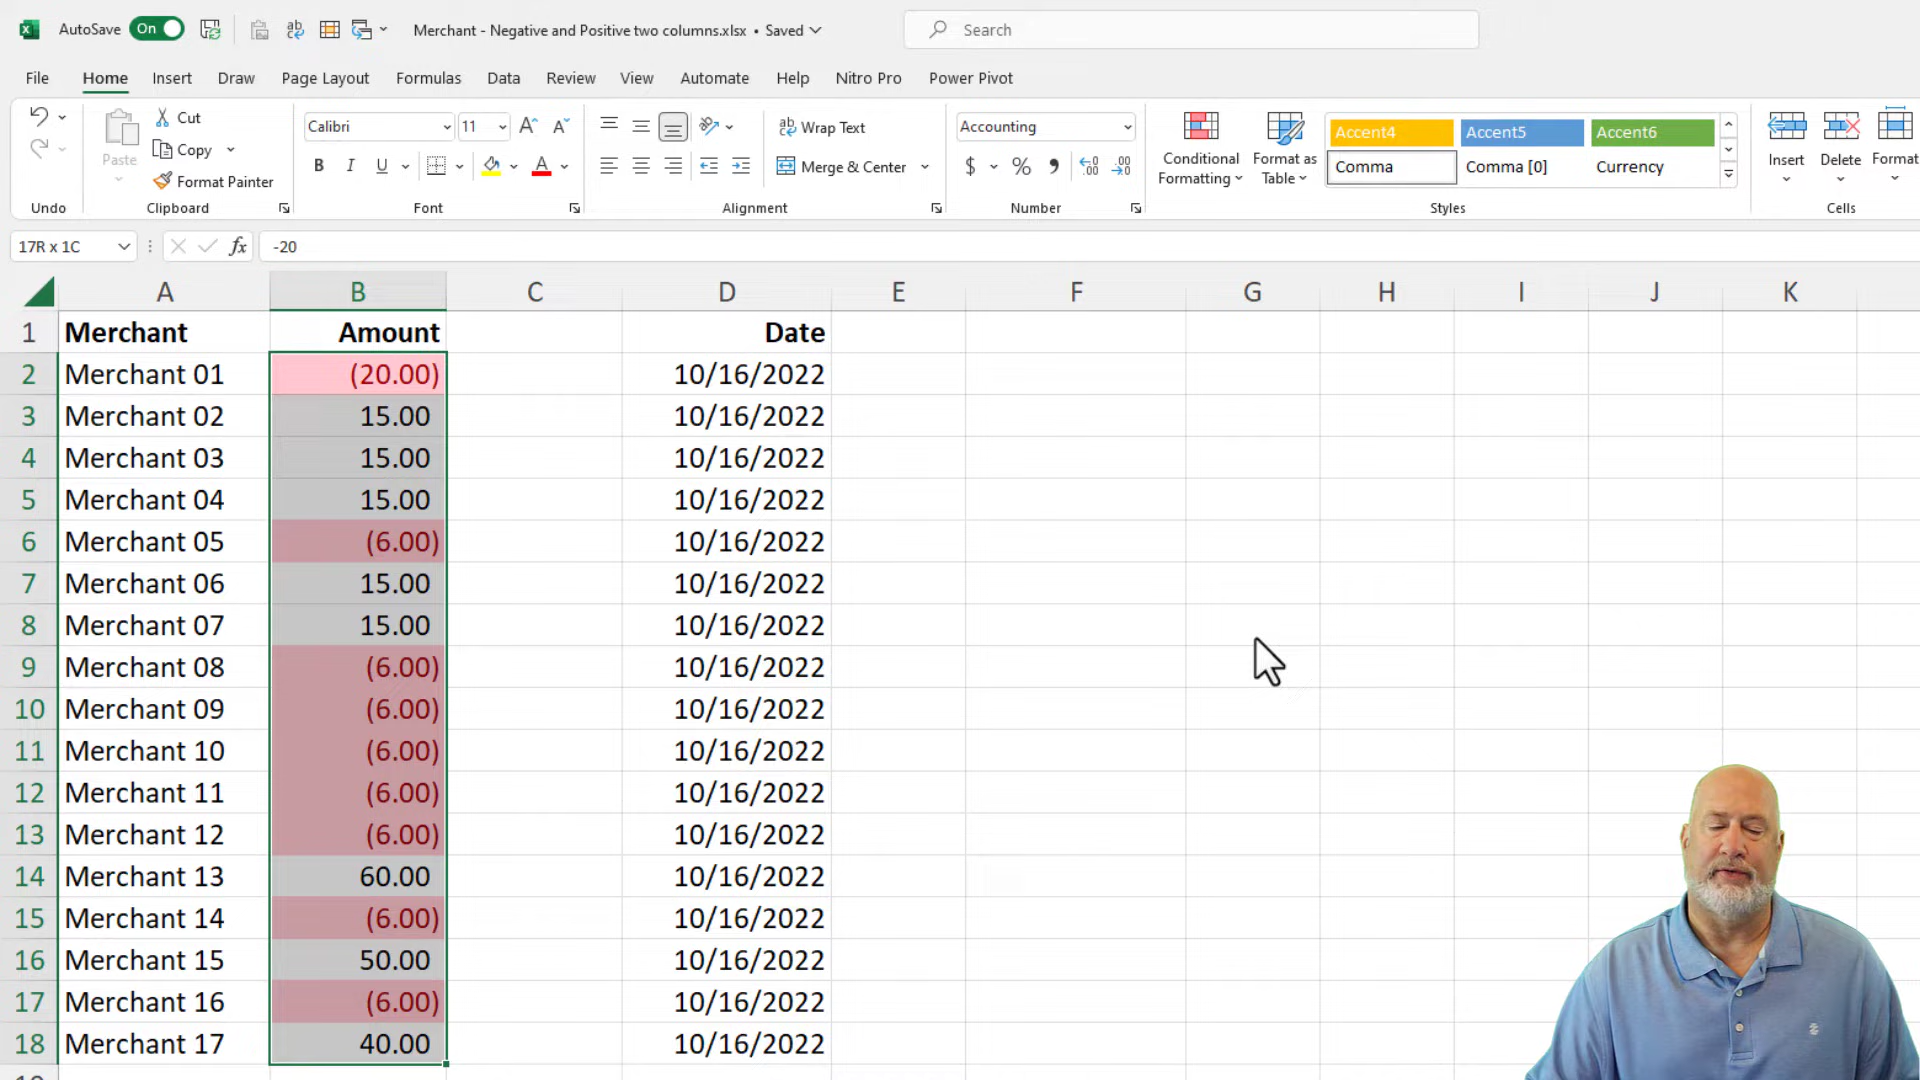 AutoSave On Merchant - Negative and Positive two columns.xlsx • Saved Search
File Home Insert Draw Page Layout Formulas Data Review View Automate Help Nitro Pro Power Pivot
Paste
Cut
Copy
Format Painter
Calibri 11
B I U A
ab Wrap Text
Merge & Center
Accounting
$ % 9 .00 .00
Conditional Formatting
Format as Table
Accent4 Accent5 Accent6
Comma Comma [0] Currency
Insert Delete Format
Undo Clipboard Font Alignment Number Styles Cells
17R x 1C fx -20
A B C D E F G H I J K
1 Merchant Amount Date
2 Merchant 01 (20.00) 10/16/2022
3 Merchant 02 15.00 10/16/2022
4 Merchant 03 15.00 10/16/2022
5 Merchant 04 15.00 10/16/2022
6 Merchant 05 (6.00) 10/16/2022
7 Merchant 06 15.00 10/16/2022
8 Merchant 07 15.00 10/16/2022
9 Merchant 08 (6.00) 10/16/2022
10 Merchant 09 (6.00) 10/16/2022
11 Merchant 10 (6.00) 10/16/2022
12 Merchant 11 (6.00) 10/16/2022
13 Merchant 12 (6.00) 10/16/2022
14 Merchant 13 60.00 10/16/2022
15 Merchant 14 (6.00) 10/16/2022
16 Merchant 15 50.00 10/16/2022
17 Merchant 16 (6.00) 10/16/2022
18 Merchant 17 40.00 10/16/2022